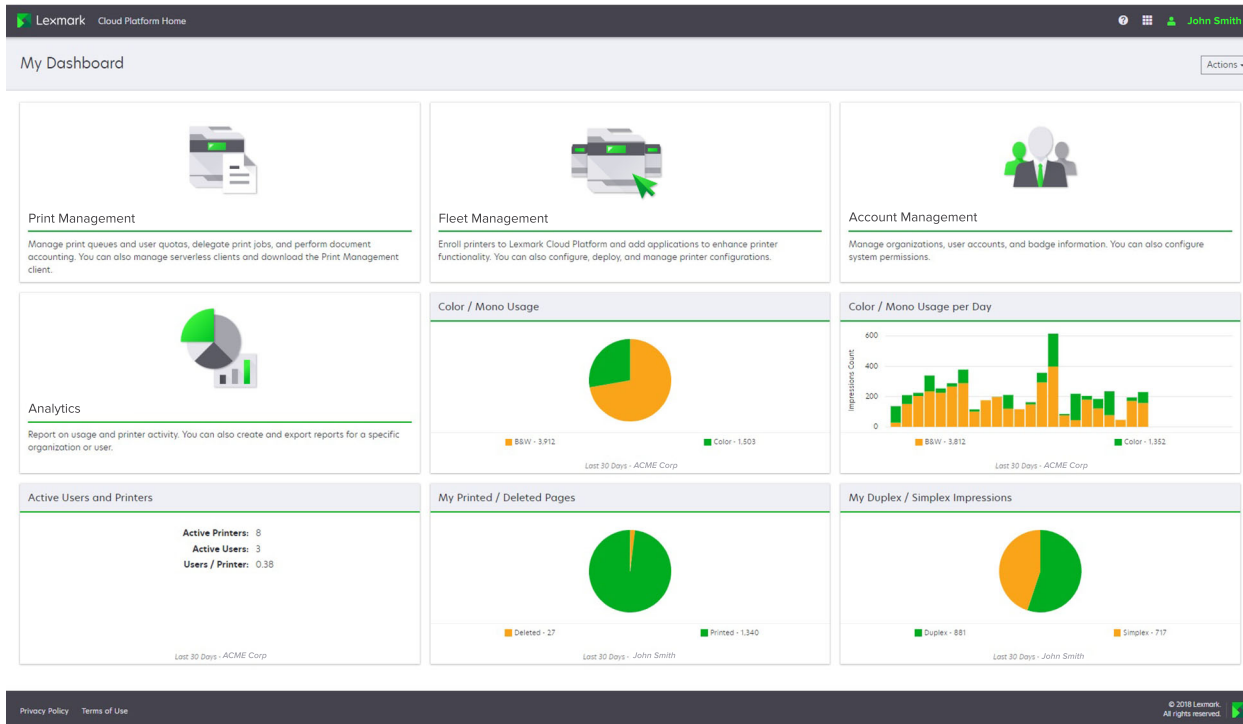 Lexmark Cloud Platform Home
John Smith
My Dashboard
Actions
Print Management
Manage print queues and user quotas, delegate print jobs, and perform document
accounting. You can also manage serverless clients and download the Print Management
client.
Fleet Management
Enroll printers to Lexmark Cloud Platform and add applications to enhance printer
functionality. You can also configure, deploy, and manage printer configurations.
Account Management
Manage organizations, user accounts, and badge information. You can also configure
system permissions.
Analytics
Report on usage and printer activity. You can also create and export reports for a specific
organization or user.
Color / Mono Usage
B&W - 3,912
Color - 1,503
Last 30 Days - ACME Corp
Color / Mono Usage per Day
Impressions Count
600
400
200
0
B&W - 3,812
Color - 1,352
Last 30 Days - ACME Corp
Active Users and Printers
Active Printers: 8
Active Users: 3
Users / Printer: 0.38
Last 30 Days - ACME Corp
My Printed / Deleted Pages
Deleted - 27
Printed - 1,340
Last 30 Days - John Smith
My Duplex / Simplex Impressions
Duplex - 881
Simplex - 717
Last 30 Days - John Smith
Privacy Policy Terms of Use
© 2018 Lexmark.
All rights reserved.